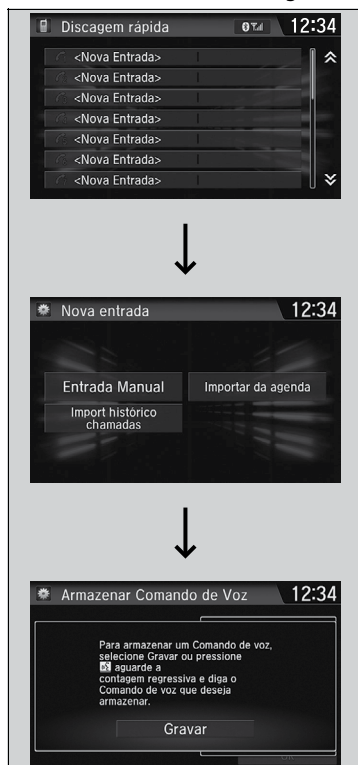 Discagem rápida 12:34
<Nova Entrada>
<Nova Entrada>
<Nova Entrada>
<Nova Entrada>
<Nova Entrada>
<Nova Entrada>
<Nova Entrada>
Nova entrada 12:34
Entrada Manual Importar da agenda
Import histórico
chamadas
Armazenar Comando de Voz 12:34
Para armazenar um Comando de voz,
selecione Gravar ou pressione
aguarde a
contagem regressiva e diga o
Comando de voz que deseja
armazenar.
Gravar
OK